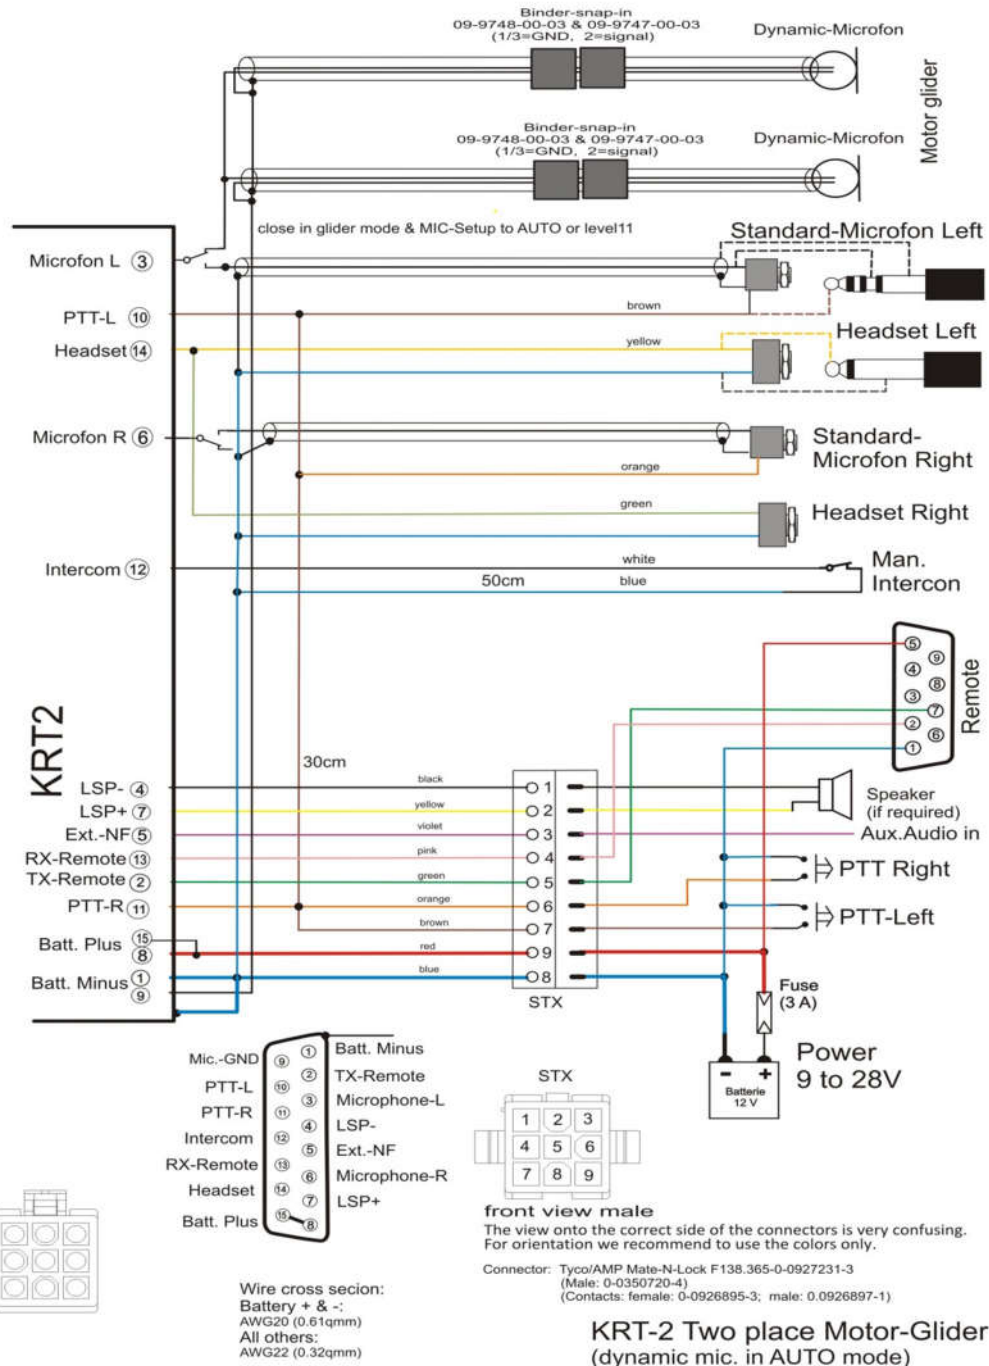 Binder-snap-in
09-9748-00-03 & 09-9747-00-03
(1/3=GND, 2=signal)
Dynamic-Microfon
Motor glider
Binder-snap-in
09-9748-00-03 & 09-9747-00-03
(1/3=GND, 2=signal)
Dynamic-Microfon
close in glider mode & MIC-Setup to AUTO or level11
Standard-Microfon Left
Microfon L 3
brown
PTT-L 10
Headset Left
Headset 14
yellow
Microfon R 6
Standard-
Microfon Right
orange
green
Headset Right
Intercom 12
white
Man.
Intercon
50cm
blue
KRT2
Remote
5
9
4
8
3
7
2
6
1
30cm
LSP- 4
black
1
Speaker
(if required)
LSP+ 7
yellow
2
Ext.-NF 5
violet
3
Aux.Audio in
RX-Remote 13
pink
4
PTT Right
TX-Remote 2
green
5
PTT-R 11
orange
6
brown
7
PTT-Left
Batt. Plus 15
8
red
9
Batt. Minus 1
9
blue
8
STX
Fuse
(3 A)
Power
9 to 28V
- +
Batterie
12 V
Mic.-GND 9
1 Batt. Minus
2 TX-Remote
PTT-L 10
3 Microphone-L
PTT-R 11
4 LSP-
Intercom 12
5 Ext.-NF
RX-Remote 13
6 Microphone-R
Headset 14
7 LSP+
Batt. Plus 15
8
STX
1 2 3
4 5 6
7 8 9
front view male
The view onto the correct side of the connectors is very confusing.
For orientation we recommend to use the colors only.
Connector: Tyco/AMP Mate-N-Lock F138.365-0-0927231-3
(Male: 0-0350720-4)
(Contacts: female: 0-0926895-3; male: 0.0926897-1)
Wire cross secion:
Battery + & -:
AWG20 (0.61qmm)
All others:
AWG22 (0.32qmm)
KRT-2 Two place Motor-Glider
(dynamic mic. in AUTO mode)